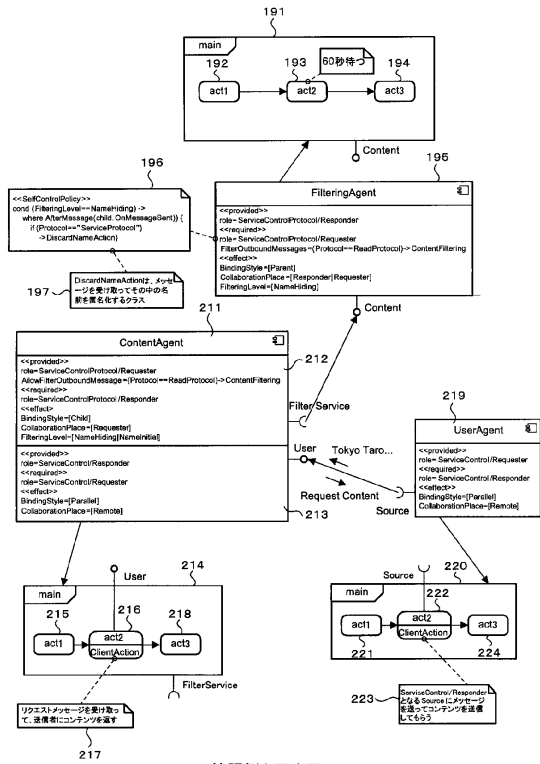 191
main
192
193
60秒待つ
194
act1
act2
act3
Content
195
196
FilteringAgent
<<SelfControlPolicy>>
cond (FilteringLevel==NameHiding) ->
where AfterMessage(child, OnMessageSent)) {
if (Protocol=="ServiceProtocol")
->DiscardNameAction}
<<provided>>
role= ServiceControlProtocol/Responder
<<required>>
role= ServiceControlProtocol/Requester
FilterOutboundMessages=(Protocol==ReadProtocol)->ContentFiltering
<<effect>>
BindingStyle=[Parent]
CollaborationPlace=[Responder|Requester]
FilteringLevel=[NameHiding]
DiscardNameActionは、メッセ
ージを受け取ってその中の名
前を匿名化するクラス
197
211
Content
ContentAgent
212
<<provided>>
role=ServiceControlProtocol/Requester
AllowFilterOutboundMessage=(Protocol==ReadProtocol)->ContentFiltering
<<required>>
role=ServiceControlProtocol/Responder
<<effect>
BindingStyle=[Child]
CollaborationPlace=[Requester]
FilteringLevel=[NameHiding|NameInitial]
Filter Service
219
UserAgent
<<provided>>
role=ServiceControl/Responder
<<required>>
role=ServiceControl/Requester
<<effect>>
BindingStyle=[Parallel]
CollaborationPlace=[Remote]
213
User
Tokyo Taro...
Request Content
Source
<<provided>>
role= ServiceControl/Requester
<<required>>
role= ServiceControl/Responder
<<effect>>
BindingStyle=[Parallel]
CollaborationPlace=[Remote]
User
214
main
215
216
218
act1
act2
ClientAction
act3
FilterService
リクエストメッセージを受け取っ
て、送信者にコンテンツを返す
217
Source
220
main
222
act1
act2
ClientAction
act3
221
224
223
ServiceControl/Responder
となる Source にメッセージ
を送ってコンテンツを送信
してもらう